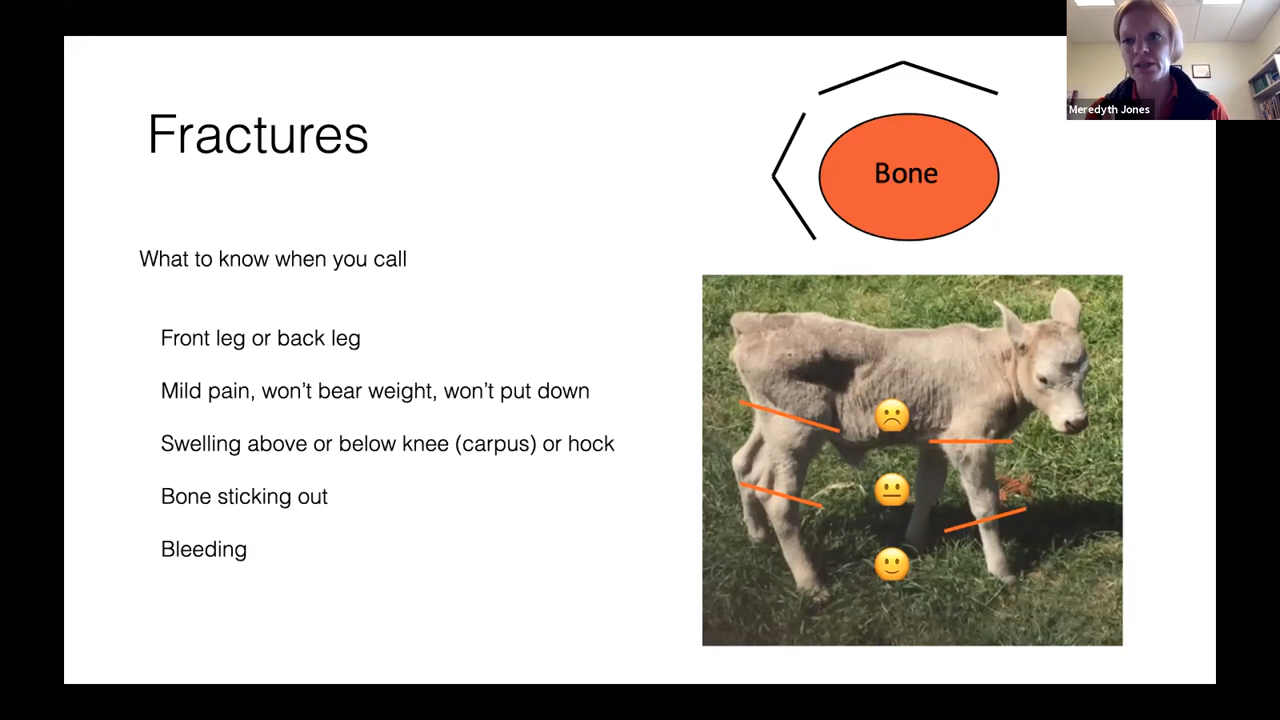 Fractures
Bone
Meredyth Jones
What to know when you call
Front leg or back leg
Mild pain, won’t bear weight, won’t put down
Swelling above or below knee (carpus) or hock
Bone sticking out
Bleeding